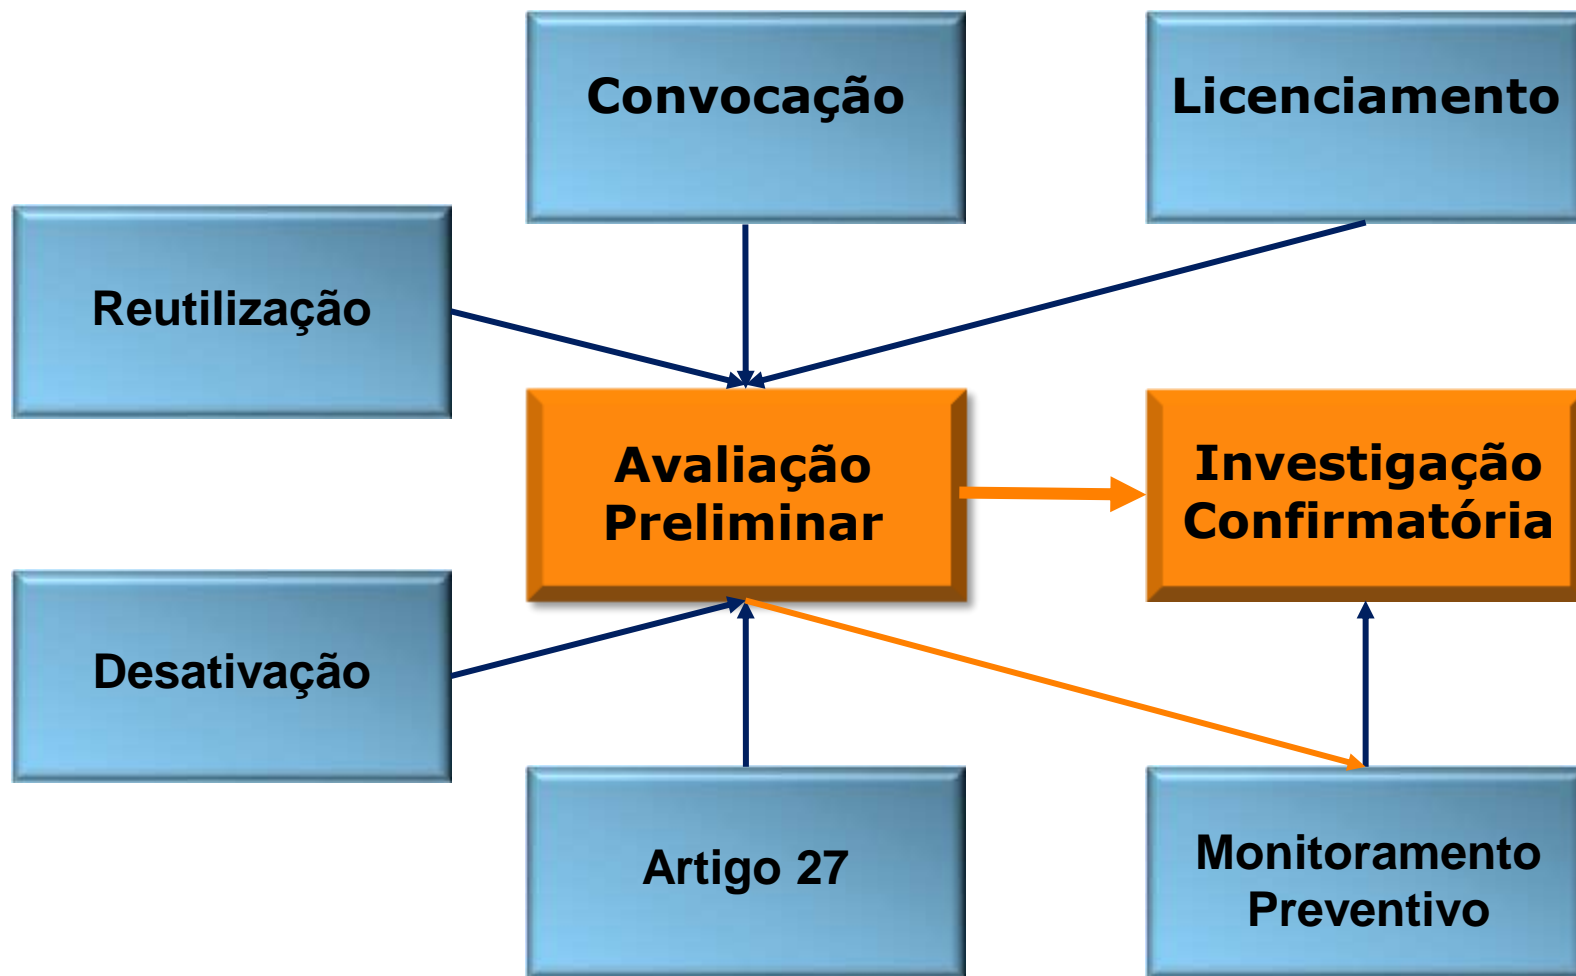 Convocação
Licenciamento
Reutilização
Avaliação
Preliminar
Investigação
Confirmatória
Desativação
Artigo 27
Monitoramento
Preventivo